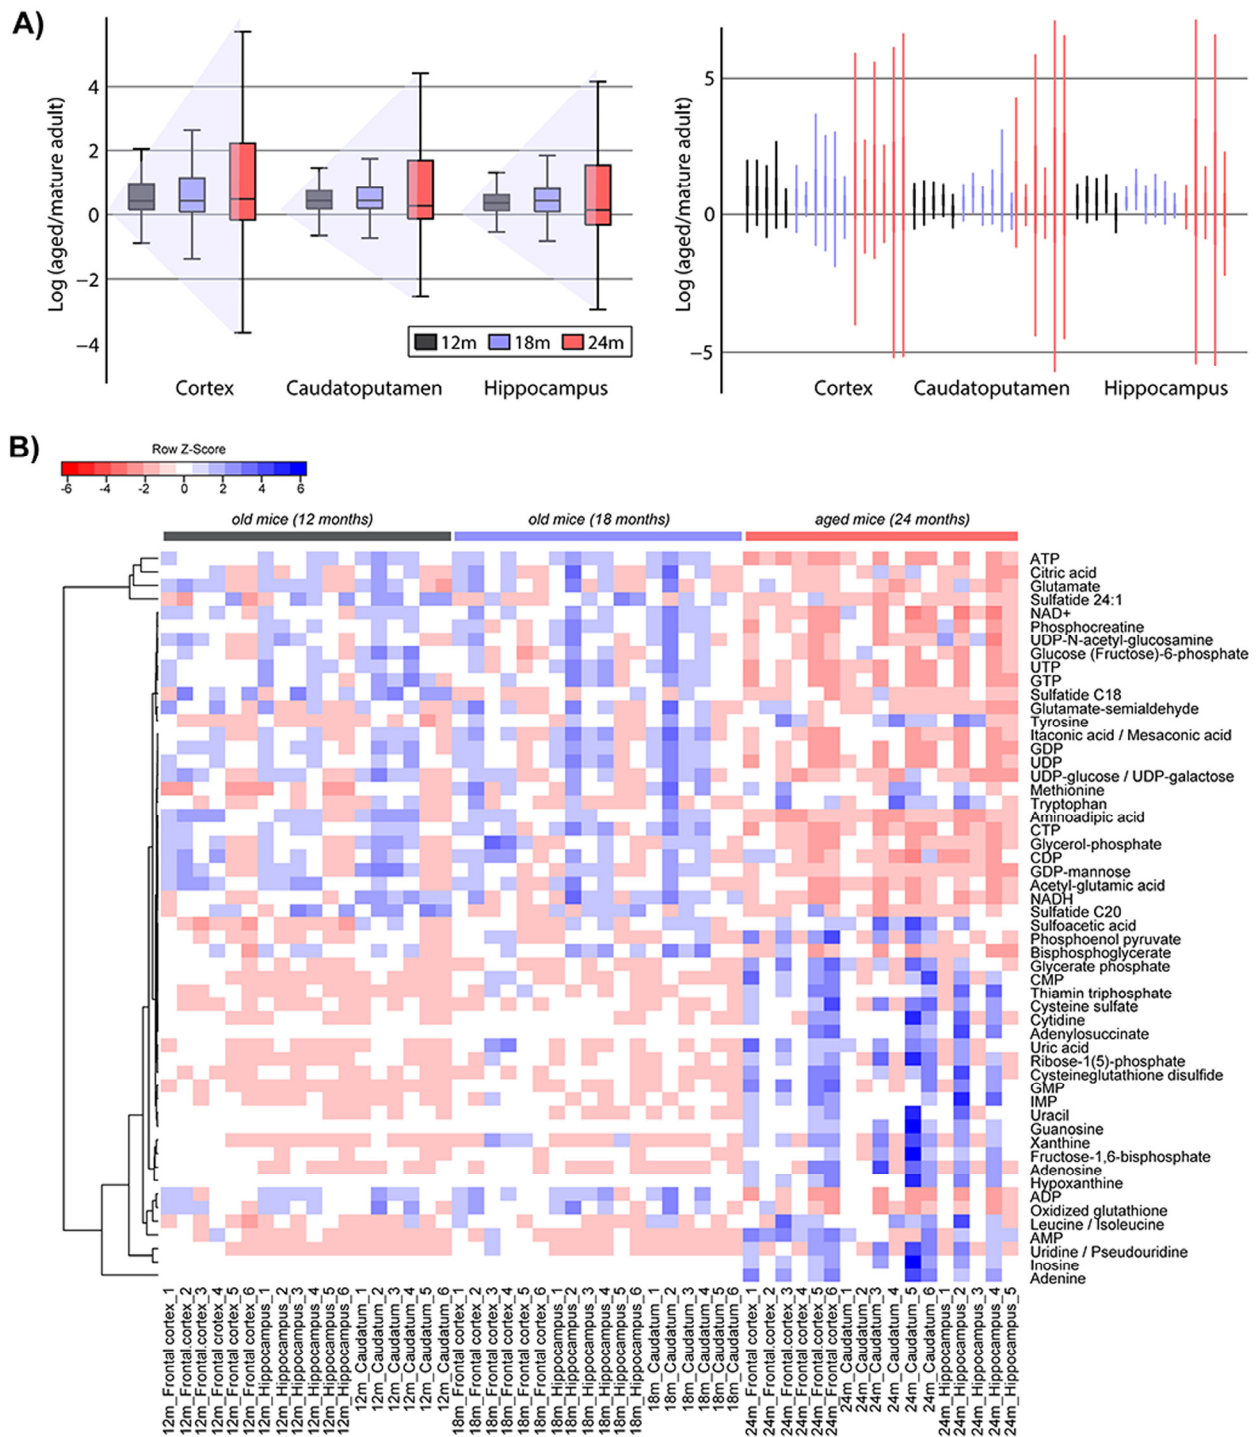 A)
Log (aged/mature adult)
4
2
0
−2
−4
12m
18m
24m
Cortex
Caudatoputamen
Hippocampus
Log (aged/mature adult)
5
0
−5
Cortex
Caudatoputamen
Hippocampus
B)
Row Z-Score
-6 -4 -2 0 2 4 6
old mice (12 months)
old mice (18 months)
aged mice (24 months)
ATP
Citric acid
Glutamate
Sulfatide 24:1
NAD+
Phosphocreatine
UDP-N-acetyl-glucosamine
Glucose (Fructose)-6-phosphate
UTP
GTP
Sulfatide C18
Glutamate-semialdehyde
Tyrosine
Itaconic acid / Mesaconic acid
GDP
UDP
UDP-glucose / UDP-galactose
Methionine
Tryptophan
Aminoadipic acid
CTP
Glycerol-phosphate
CDP
GDP-mannose
Acetyl-glutamic acid
NADH
Sulfatide C20
Sulfoacetic acid
Phosphoenol pyruvate
Bisphosphoglycerate
Glycerate phosphate
CMP
Thiamin triphosphate
Cysteine sulfate
Cytidine
Adenylosuccinate
Uric acid
Ribose-1(5)-phosphate
Cysteineglutathione disulfide
GMP
IMP
Uracil
Guanosine
Xanthine
Fructose-1,6-bisphosphate
Adenosine
Hypoxanthine
ADP
Oxidized glutathione
Leucine / Isoleucine
AMP
Uridine / Pseudouridine
Inosine
Adenine
12m_Frontal cortex_1
12m_Frontal cortex_2
12m_Frontal.cortex_3
12m_Frontal crotex_4
12m_Frontal cortex_5
12m_Frontal cortex_6
12m_Hippocampus_1
12m_Hippocampus_2
12m_Hippocampus_3
12m_Hippocampus_4
12m_Hippocampus_5
12m_Hippocampus_6
12m_Caudatum_1
12m_Caudatum_2
12m_Caudatum_3
12m_Caudatum_4
12m_Caudatum_5
12m_Caudatum_6
18m_Frontal cortex_1
18m_Frontal cortex_2
18m_Frontal cortex_3
18m_Frontal cortex_4
18m_Frontal cortex_5
18m_Frontal cortex_6
18m_Hippocampus_1
18m_Hippocampus_2
18m_Hippocampus_3
18m_Hippocampus_4
18m_Hippocampus_5
18m_Hippocampus_6
18m_Caudatum_1
18m_Caudatum_2
18m_Caudatum_3
18m_Caudatum_4
18m_Caudatum_5
18m_Caudatum_6
24m_Frontal cortex_1
24m_Frontal.cortex_2
24m_Frontal.cortex_3
24m_Frontal cortex_4
24m_Frontal cortex_5
24m_Frontal cortex_6
24m_Caudatum_1
24m_Caudatum_2
24m_Caudatum_3
24m_Caudatum_4
24m_Caudatum_5
24m_Caudatum_6
24m_Hippocampus_1
24m_Hippocampus_2
24m_Hippocampus_3
24m_Hippocampus_4
24m_Hippocampus_5